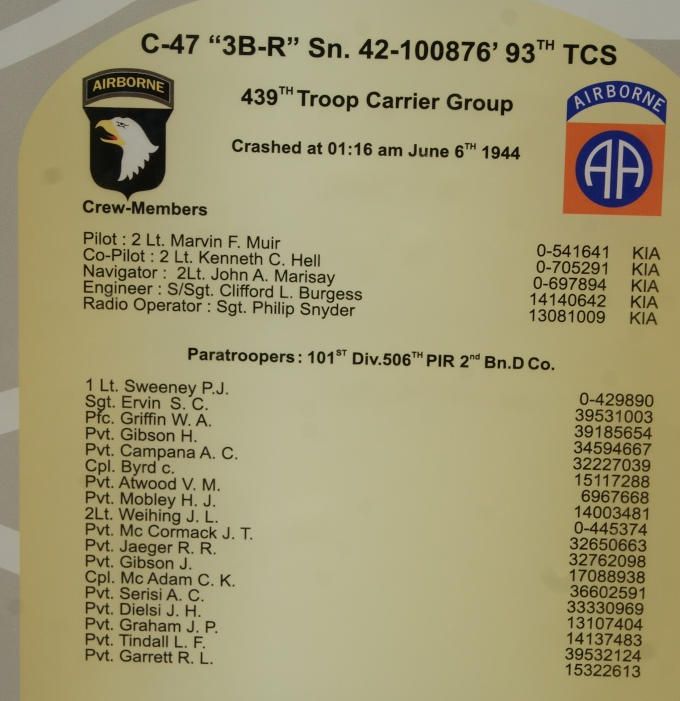 C-47 “3B-R” Sn. 42-100876’ 93TH TCS
AIRBORNE
439TH Troop Carrier Group
AIRBORNE
AA
Crashed at 01:16 am June 6TH 1944
Crew-Members
Pilot : 2 Lt. Marvin F. Muir 0-541641 KIA
Co-Pilot : 2 Lt. Kenneth C. Hell 0-705291 KIA
Navigator : 2Lt. John A. Marisay 0-697894 KIA
Engineer : S/Sgt. Clifford L. Burgess 14140642 KIA
Radio Operator : Sgt. Philip Snyder 13081009 KIA
Paratroopers : 101ST Div.506TH PIR 2nd Bn.D Co.
1 Lt. Sweeney P.J. 0-429890
Sgt. Ervin S. C. 39531003
Pfc. Griffin W. A. 39185654
Pvt. Gibson H. 34594667
Pvt. Campana A. C. 32227039
Cpl. Byrd c. 15117288
Pvt. Atwood V. M. 6967668
Pvt. Mobley H. J. 14003481
2Lt. Weihing J. L. 0-445374
Pvt. Mc Cormack J. T. 32650663
Pvt. Jaeger R. R. 32762098
Pvt. Gibson J. 17088938
Cpl. Mc Adam C. K. 36602591
Pvt. Serisi A. C. 33330969
Pvt. Dielsi J. H. 13107404
Pvt. Graham J. P. 14137483
Pvt. Tindall L. F. 39532124
Pvt. Garrett R. L. 15322613